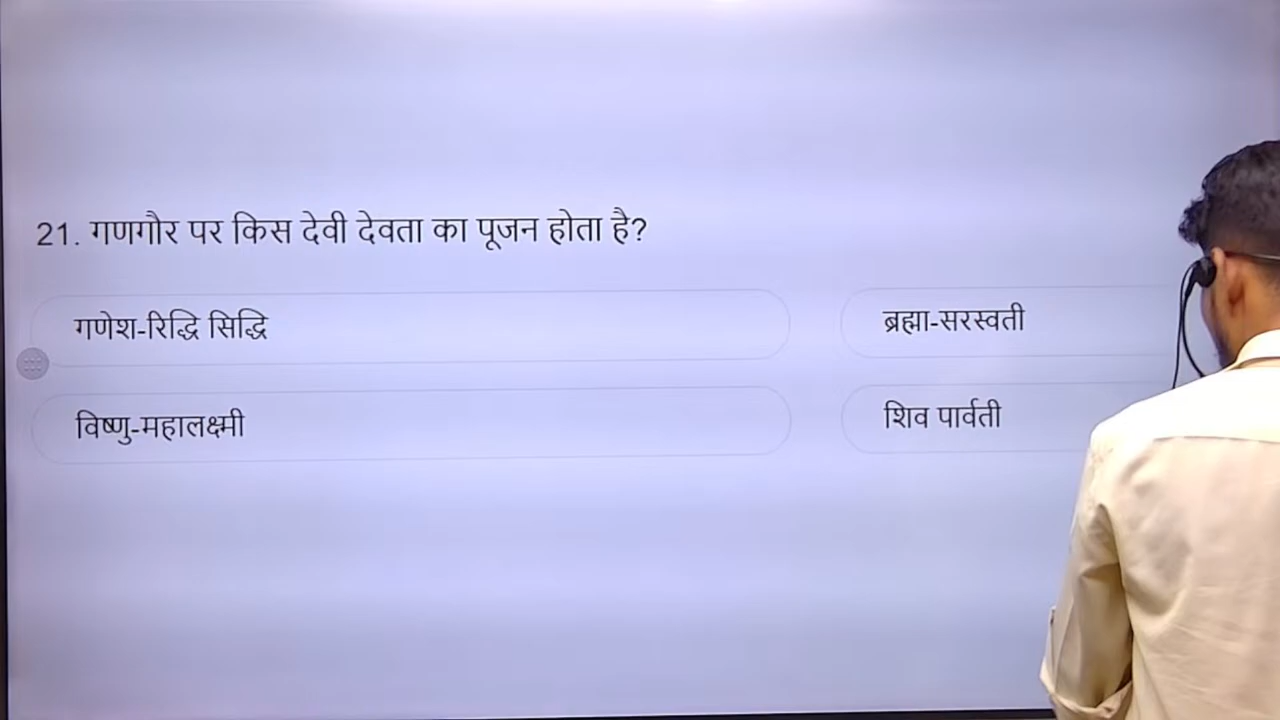 21. गणगौर पर किस देवी देवता का पूजन होता है?
गणेश-रिद्धि सिद्धि
ब्रह्मा-सरस्वती
विष्णु-महालक्ष्मी
शिव पार्वती